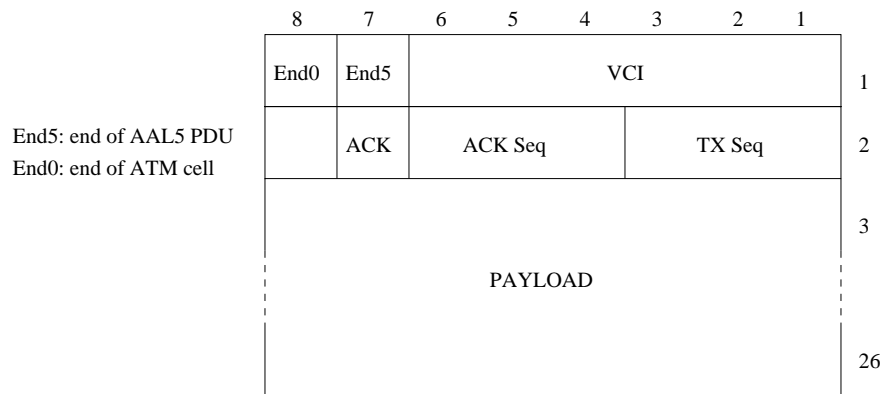 8 7 6 5 4 3 2 1
End0 End5 VCI 1
End5: end of AAL5 PDU
End0: end of ATM cell
ACK ACK Seq TX Seq 2
3
PAYLOAD
26